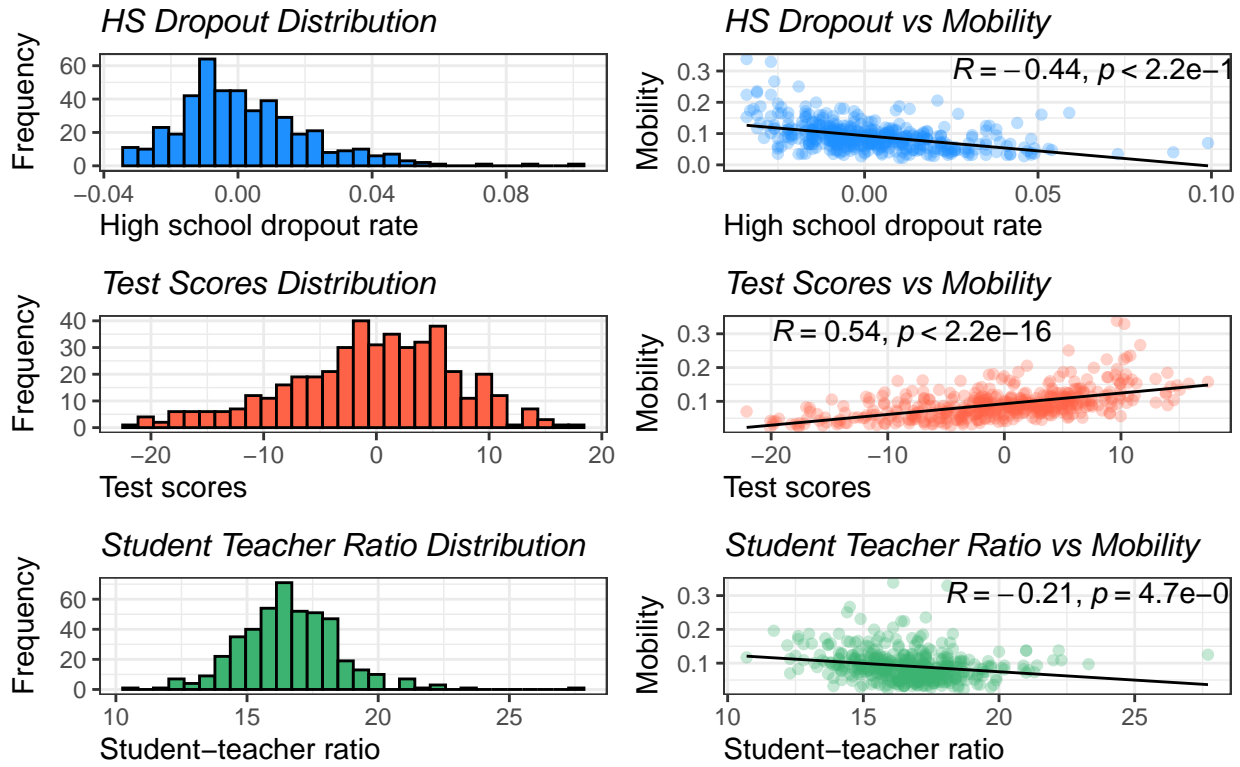 HS Dropout Distribution
Frequency
60
40
20
0
−0.04 0.00 0.04 0.08
High school dropout rate
HS Dropout vs Mobility
R = −0.44, p < 2.2e−1
Mobility
0.3
0.2
0.1
0.0
0.00 0.05 0.10
High school dropout rate
Test Scores Distribution
Frequency
40
30
20
10
0
−20 −10 0 10 20
Test scores
Test Scores vs Mobility
R = 0.54, p < 2.2e−16
Mobility
0.3
0.2
0.1
−20 −10 0 10
Test scores
Student Teacher Ratio Distribution
Frequency
60
40
20
0
10 15 20 25
Student−teacher ratio
Student Teacher Ratio vs Mobility
R = −0.21, p = 4.7e−0
Mobility
0.3
0.2
0.1
10 15 20 25
Student−teacher ratio